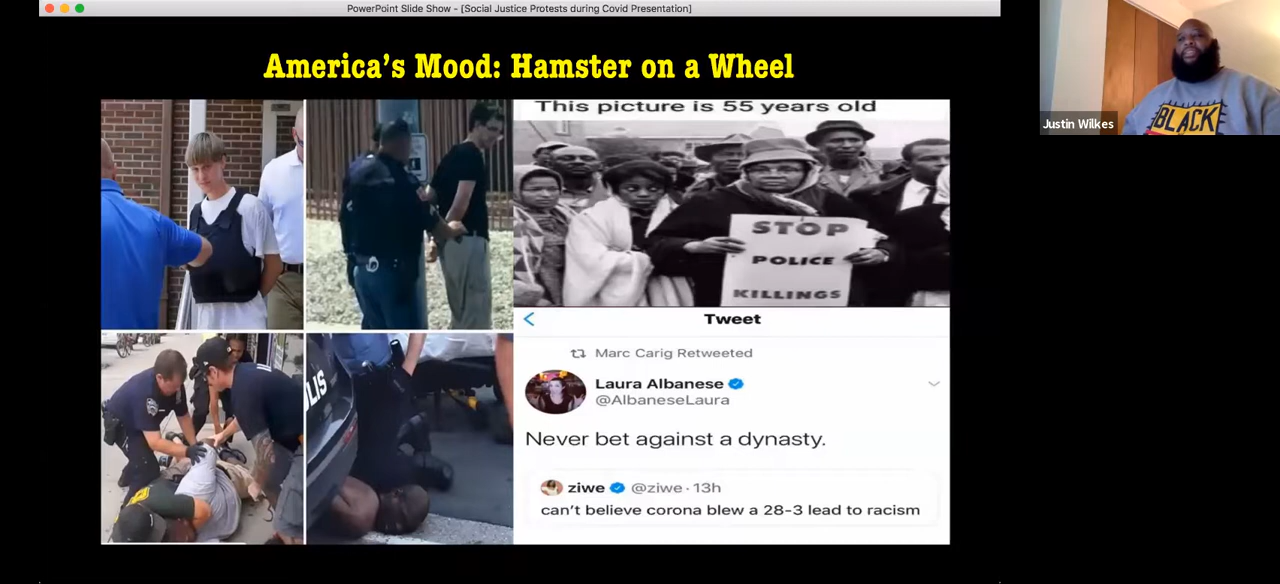 PowerPoint Slide Show - [Social Justice Protests during Covid Presentation]
America's Mood: Hamster on a Wheel
This picture is 55 years old
STOP
POLICE
KILLINGS
LIS
Tweet
Marc Carig Retweeted
Laura Albanese
@AlbaneseLaura
Never bet against a dynasty.
ziwe @ziwe · 13h
can't believe corona blew a 28-3 lead to racism
Justin Wilkes
BLACK